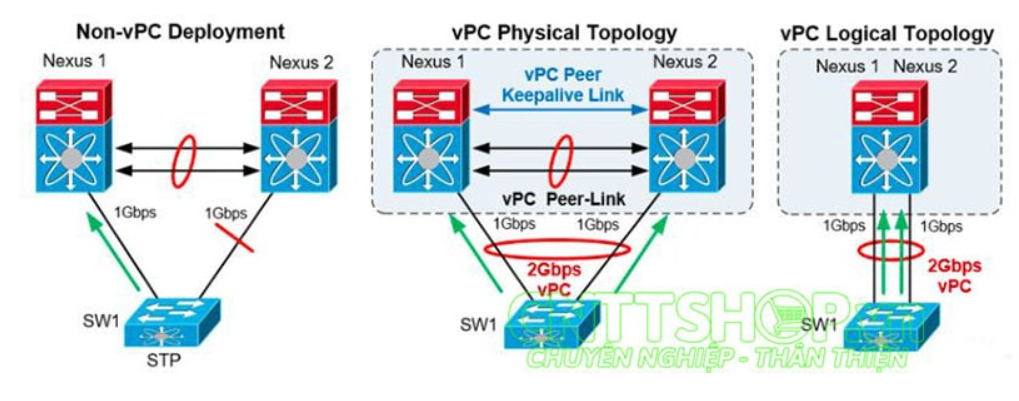 Non-vPC Deployment
Nexus 1
Nexus 2
1Gbps
1Gbps
SW1
STP
vPC Physical Topology
Nexus 1
Nexus 2
vPC Peer
Keepalive Link
vPC Peer-Link
1Gbps
1Gbps
2Gbps
vPC
SW1
vPC Logical Topology
Nexus 1
Nexus 2
1Gbps
1Gbps
2Gbps
vPC
SW1
CHUYÊN NGHIỆP - THÂN THIỆN